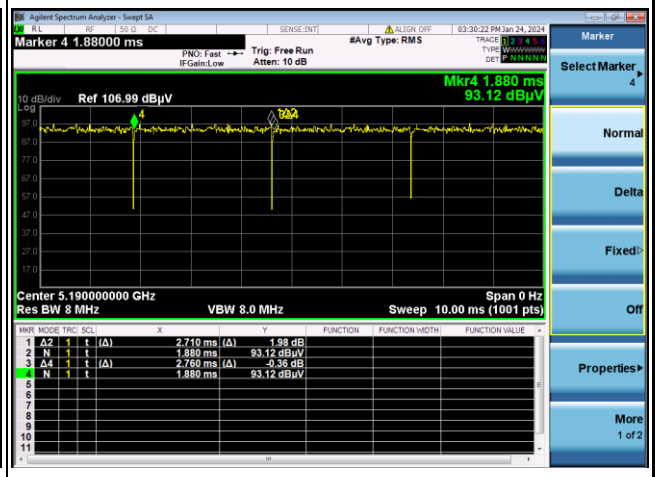 Agilent Spectrum Analyzer - Swept SA
RL RF 50 Ω DC SENSE:INT ALIGN OFF 03:30:22 PM Jan 24, 2024
Marker 4 1.88000 ms
PNO: Fast
IFGain:Low
Trig: Free Run
Atten: 10 dB
#Avg Type: RMS
TRACE 1 2 3 4 5 6
TYPE WWWWWW
DET P N N N N N
Mkr4 1.880 ms
93.12 dBµV
10 dB/div Ref 106.99 dBµV
Log
97.0
87.0
77.0
67.0
57.0
47.0
37.0
27.0
17.0
4
Center 5.190000000 GHz
Span 0 Hz
Res BW 8 MHz
VBW 8.0 MHz
Sweep 10.00 ms (1001 pts)
MKR MODE TRC SCL X Y FUNCTION FUNCTION WIDTH FUNCTION VALUE
1 Δ2 1 t (Δ) 2.710 ms (Δ) 1.98 dB
2 N 1 t 1.880 ms 93.12 dBµV
3 Δ4 1 t (Δ) 2.760 ms (Δ) -0.36 dB
4 N 1 t 1.880 ms 93.12 dBµV
5
6
7
8
9
10
11
Marker
Select Marker
4
Normal
Delta
Fixed
Off
Properties
More
1 of 2